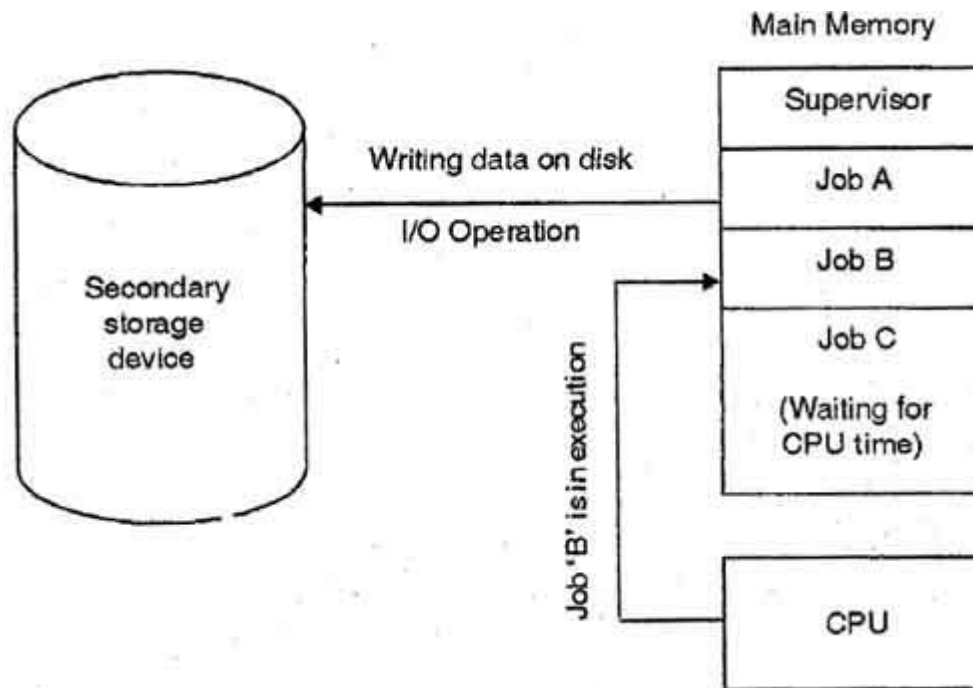 Main Memory
Supervisor
Writing data on disk
Job A
I/O Operation
Job B
Secondary
storage
device
Job C
(Waiting for
CPU time)
Job 'B' is in execution
CPU